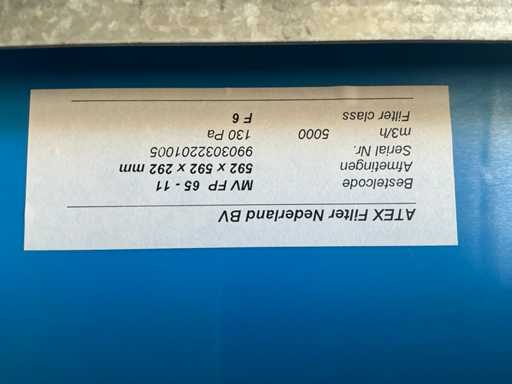 ATEX Filter Nederland BV
Bestelcode MV FP 65 - 11
Afmetingen 592 x 592 x 292 mm
Serial Nr. 9903032201005
m3/h 5000 130 Pa
Filter class F 6